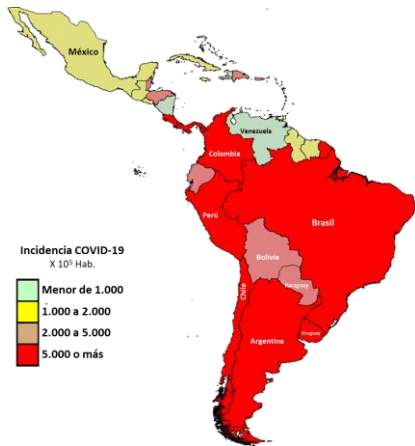 México
Venezuela
Colombia
Perú
Brasil
Bolivia
Paraguay
Chile
Argentina
Uruguay
Incidencia COVID-19
X 10⁵ Hab.
Menor de 1.000
1.000 a 2.000
2.000 a 5.000
5.000 o más